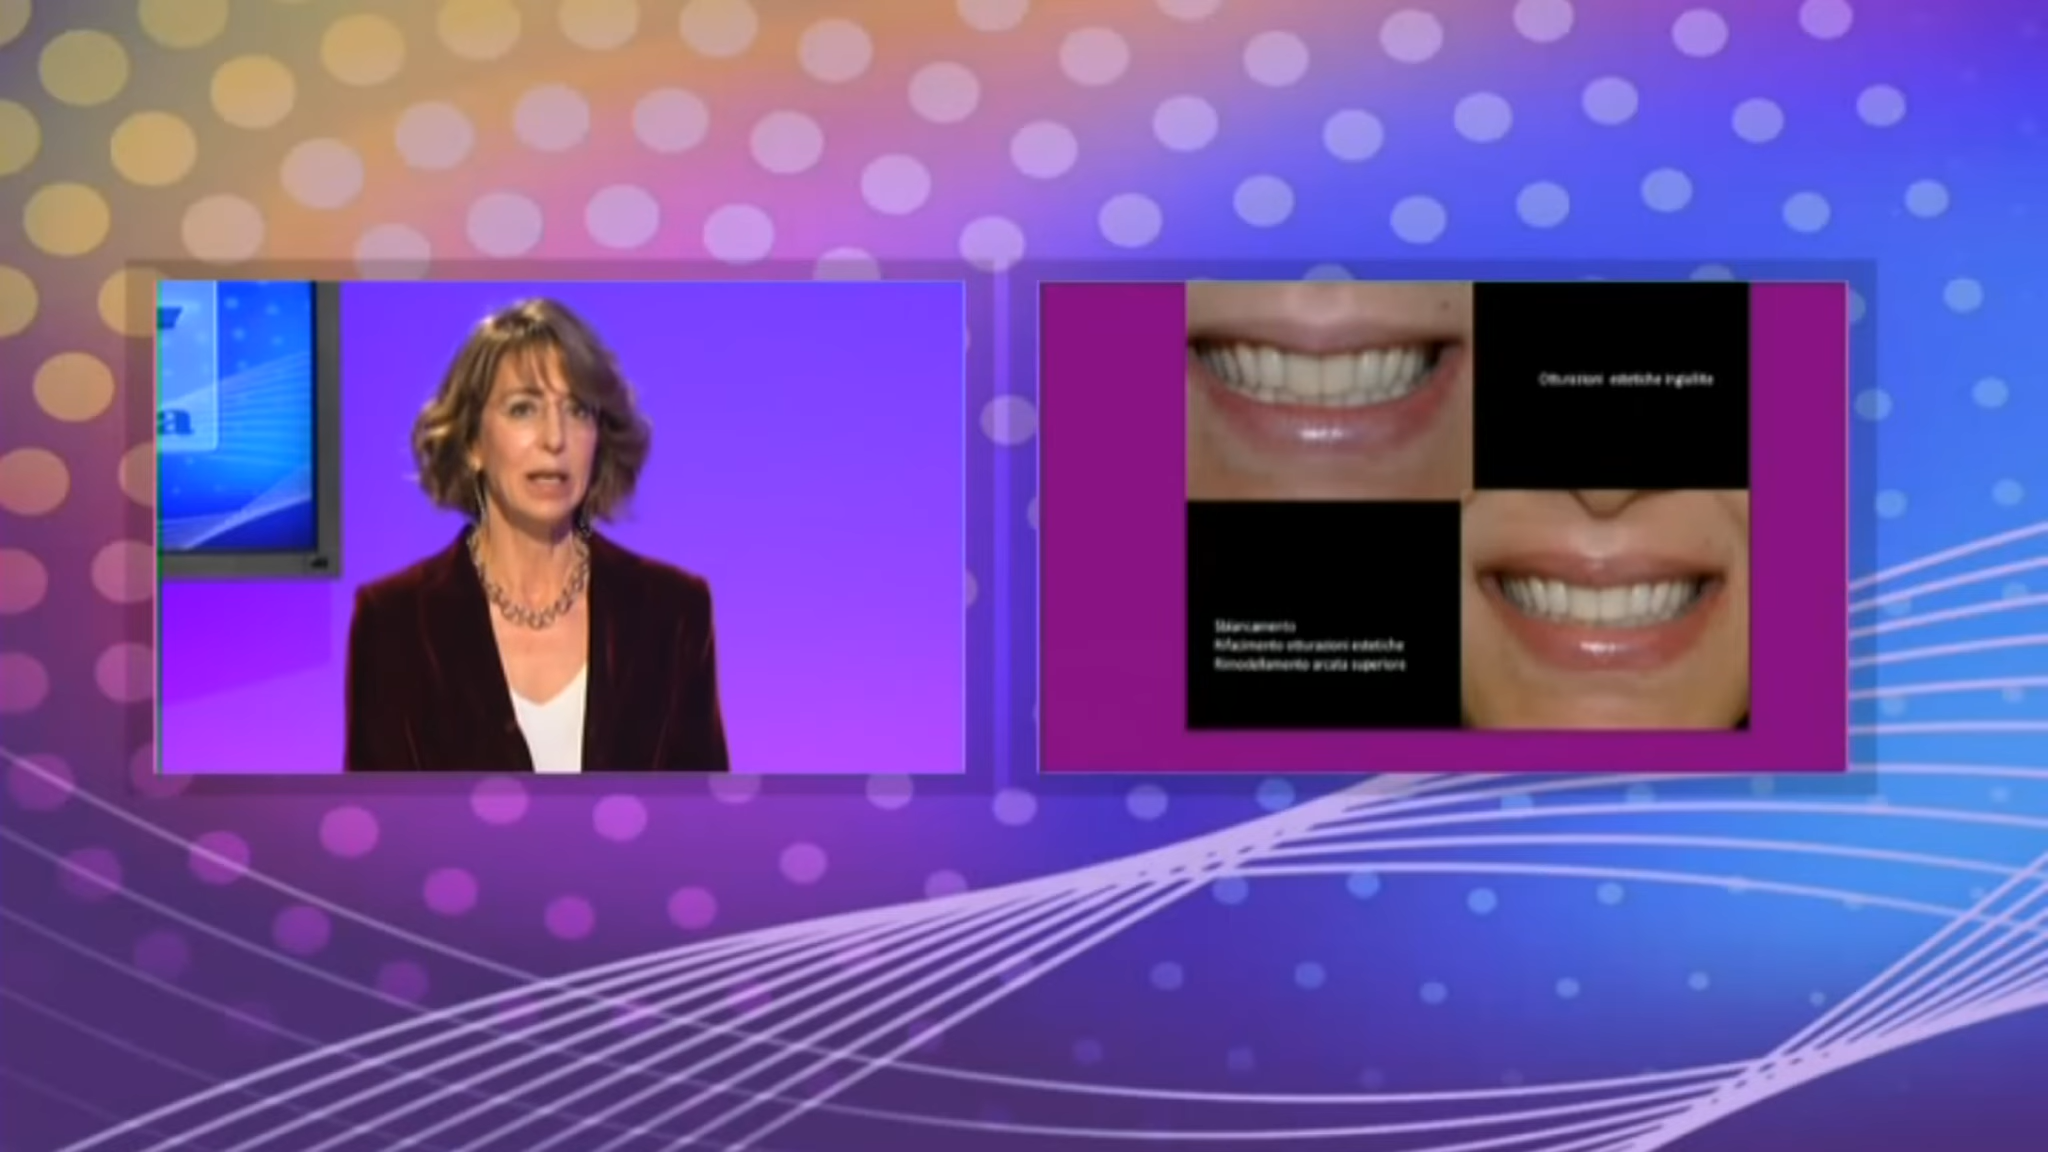 a
Otturazioni estetiche ingiallite
Sbiancamento
Rifacimento otturazioni estetiche
Rimodellamento arcata superiore